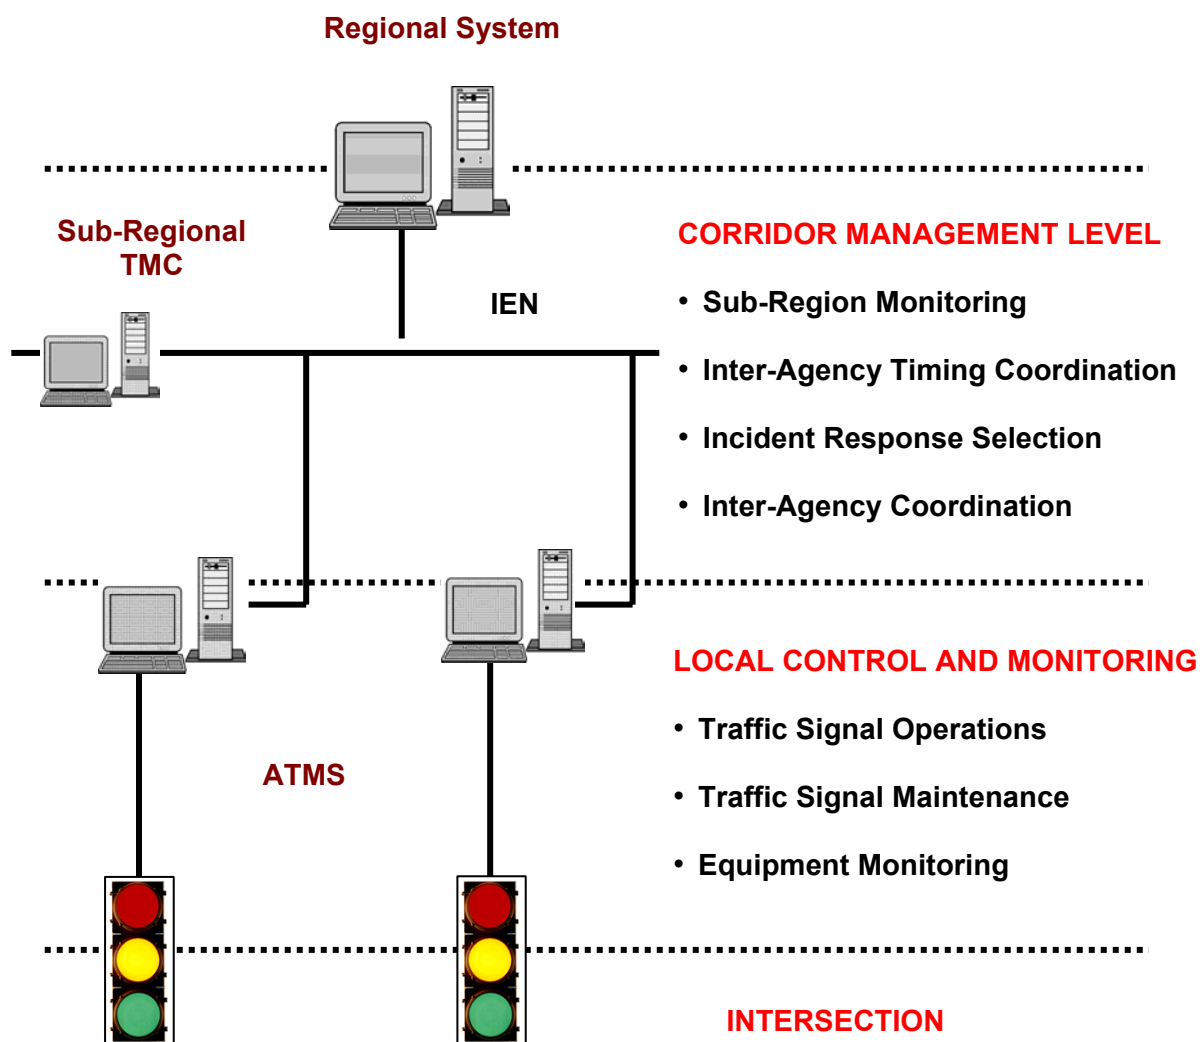 Regional System
Sub-Regional
TMC
IEN
CORRIDOR MANAGEMENT LEVEL
• Sub-Region Monitoring
• Inter-Agency Timing Coordination
• Incident Response Selection
• Inter-Agency Coordination
LOCAL CONTROL AND MONITORING
• Traffic Signal Operations
• Traffic Signal Maintenance
• Equipment Monitoring
ATMS
INTERSECTION